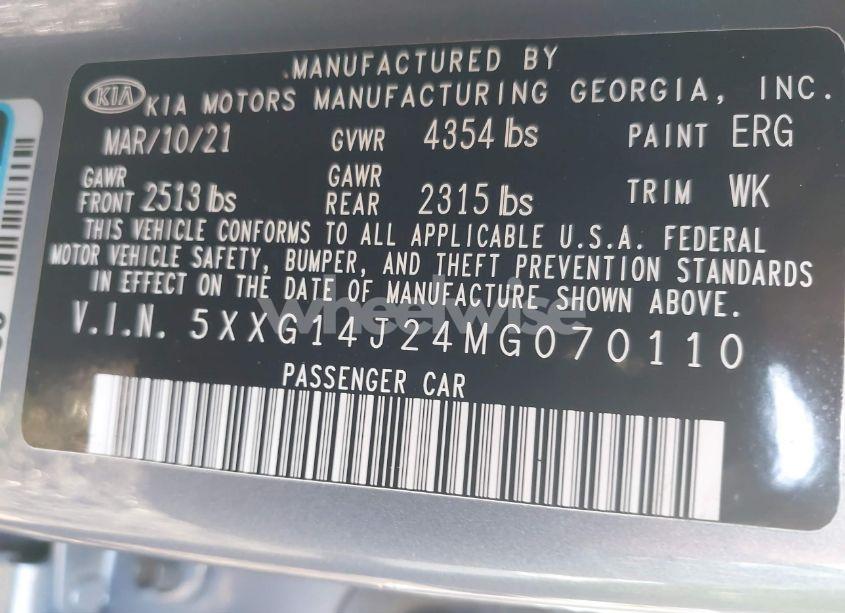 MANUFACTURED BY
KIA KIA MOTORS MANUFACTURING GEORGIA, INC.
MAR/10/21 GVWR 4354 lbs PAINT ERG
GAWR FRONT 2513 lbs GAWR REAR 2315 lbs TRIM WK
THIS VEHICLE CONFORMS TO ALL APPLICABLE U.S.A. FEDERAL
MOTOR VEHICLE SAFETY, BUMPER, AND THEFT PREVENTION STANDARDS
IN EFFECT ON THE DATE OF MANUFACTURE SHOWN ABOVE.
wheelwise
V.I.N. 5XXG14J24MG070110
PASSENGER CAR